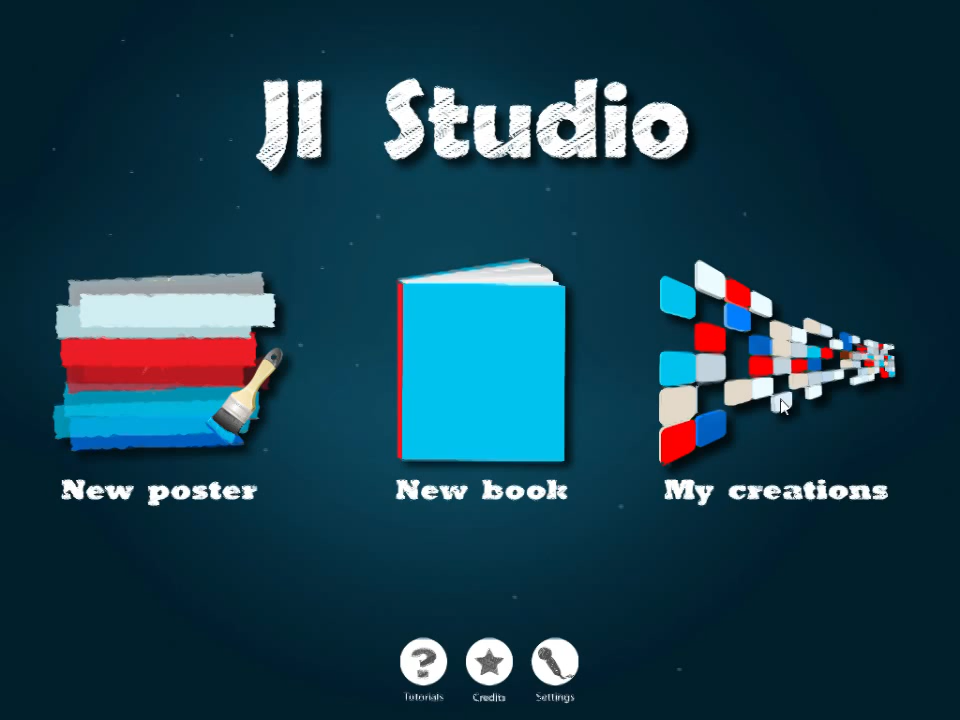 JI Studio
New poster
New book
My creations
Tutorials
Credits
Settings